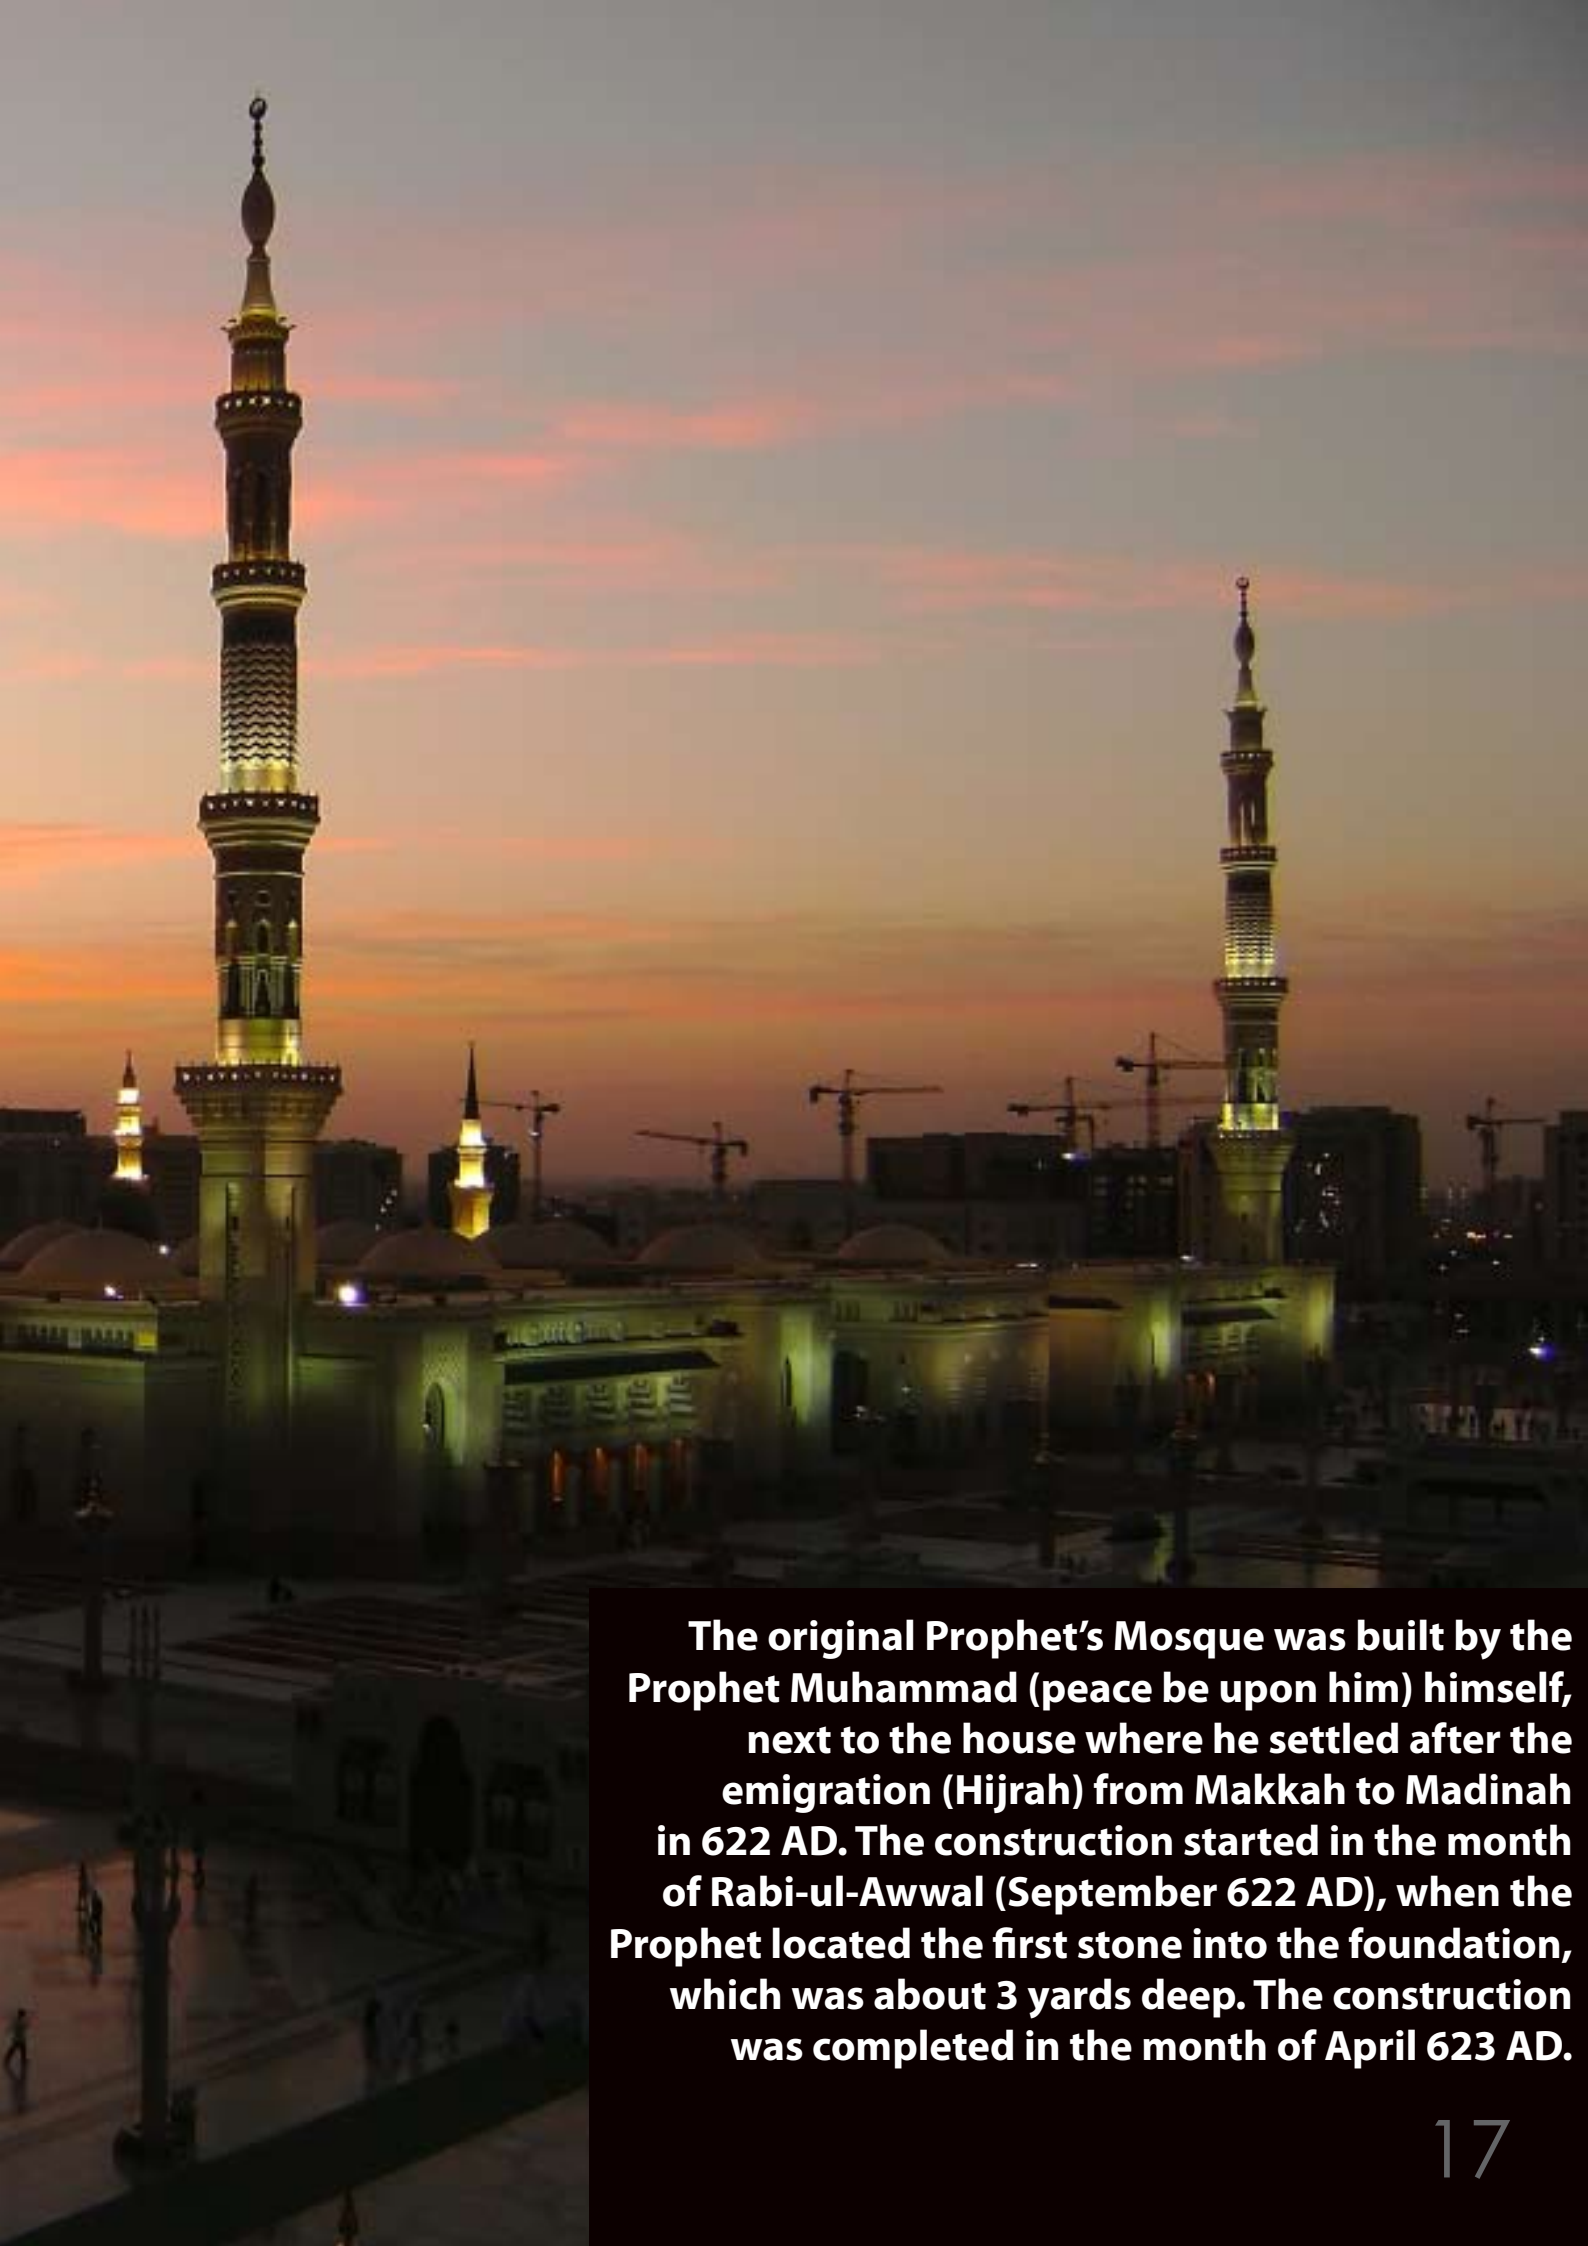 The original Prophet’s Mosque was built by the
Prophet Muhammad (peace be upon him) himself,
next to the house where he settled after the
emigration (Hijrah) from Makkah to Madinah
in 622 AD. The construction started in the month
of Rabi-ul-Awwal (September 622 AD), when the
Prophet located the first stone into the foundation,
which was about 3 yards deep. The construction
was completed in the month of April 623 AD.
17